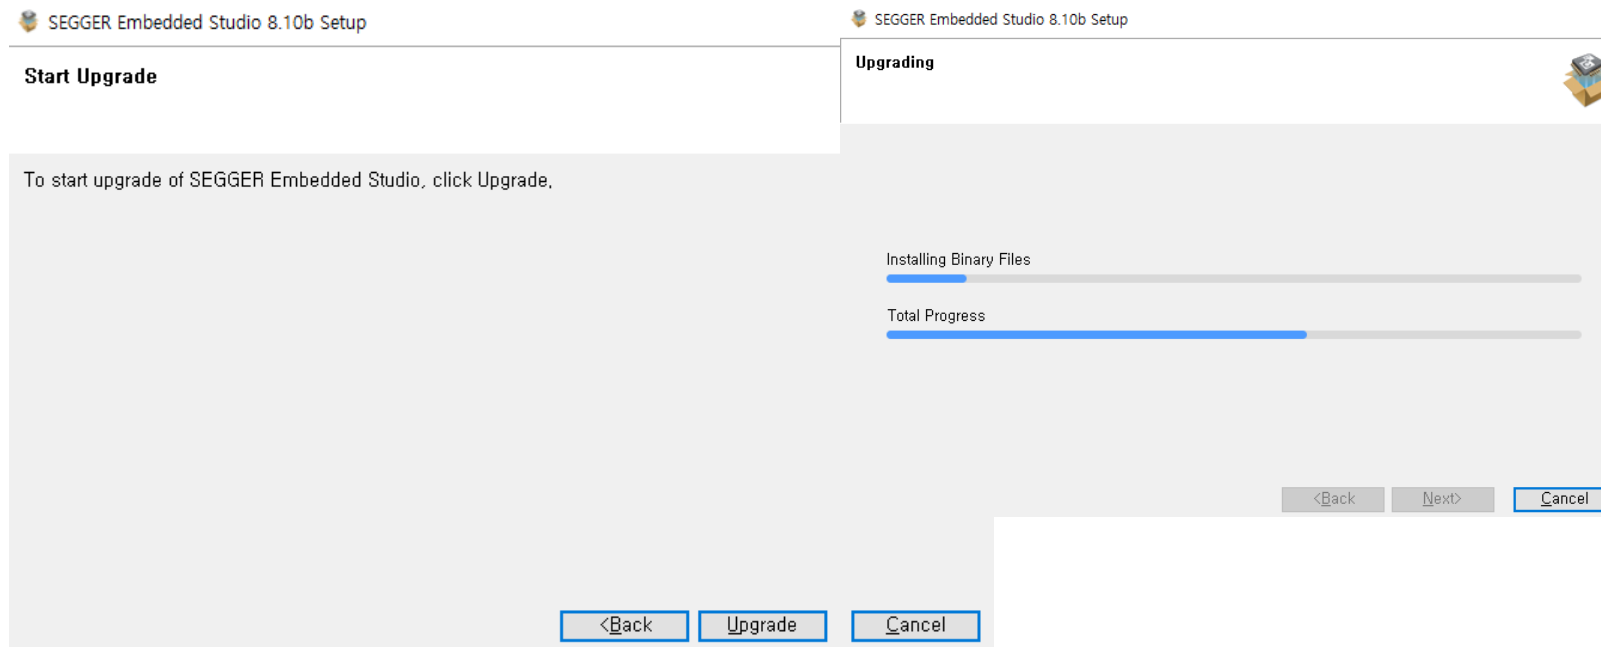 SEGGER Embedded Studio 8.10b Setup
Start Upgrade
To start upgrade of SEGGER Embedded Studio, click Upgrade.
<Back
Upgrade
Cancel
SEGGER Embedded Studio 8.10b Setup
Upgrading
Installing Binary Files
Total Progress
<Back
Next>
Cancel